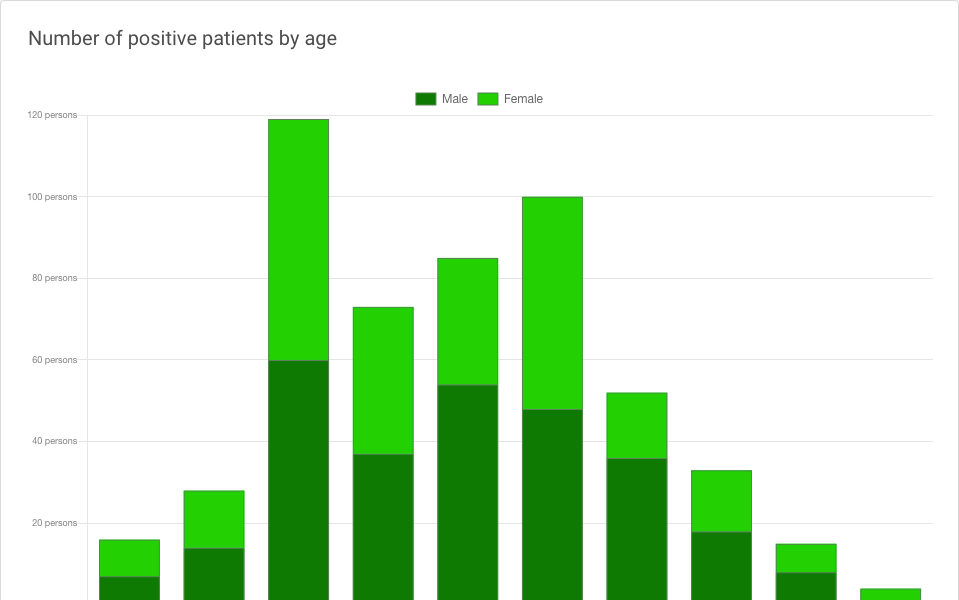 Number of positive patients by age
Male Female
120 persons
100 persons
80 persons
60 persons
40 persons
20 persons